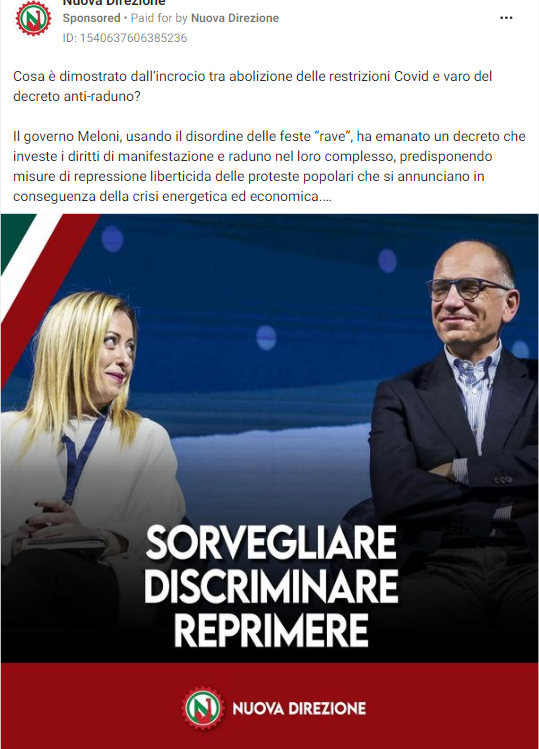 Nuova Direzione
Sponsored • Paid for by Nuova Direzione
ID: 1540637606385236
Cosa è dimostrato dall'incrocio tra abolizione delle restrizioni Covid e varo del
decreto anti-raduno?
Il governo Meloni, usando il disordine delle feste “rave”, ha emanato un decreto che
investe i diritti di manifestazione e raduno nel loro complesso, predisponendo
misure di repressione liberticida delle proteste popolari che si annunciano in
conseguenza della crisi energetica ed economica....
SORVEGLIARE
DISCRIMINARE
REPRIMERE
N NUOVA DIREZIONE